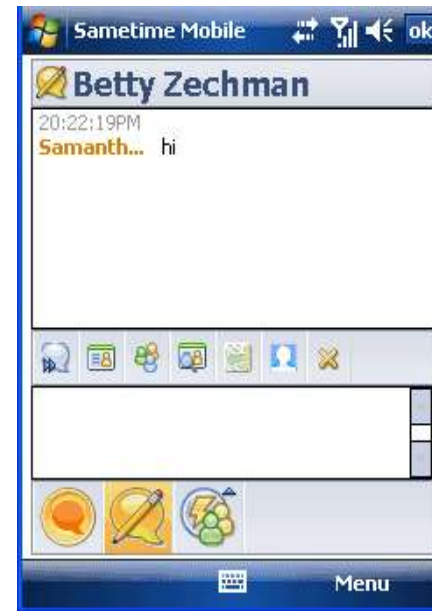 Sametime Mobile ok
Betty Zechman
20:22:19PM
Samanth... hi
Menu